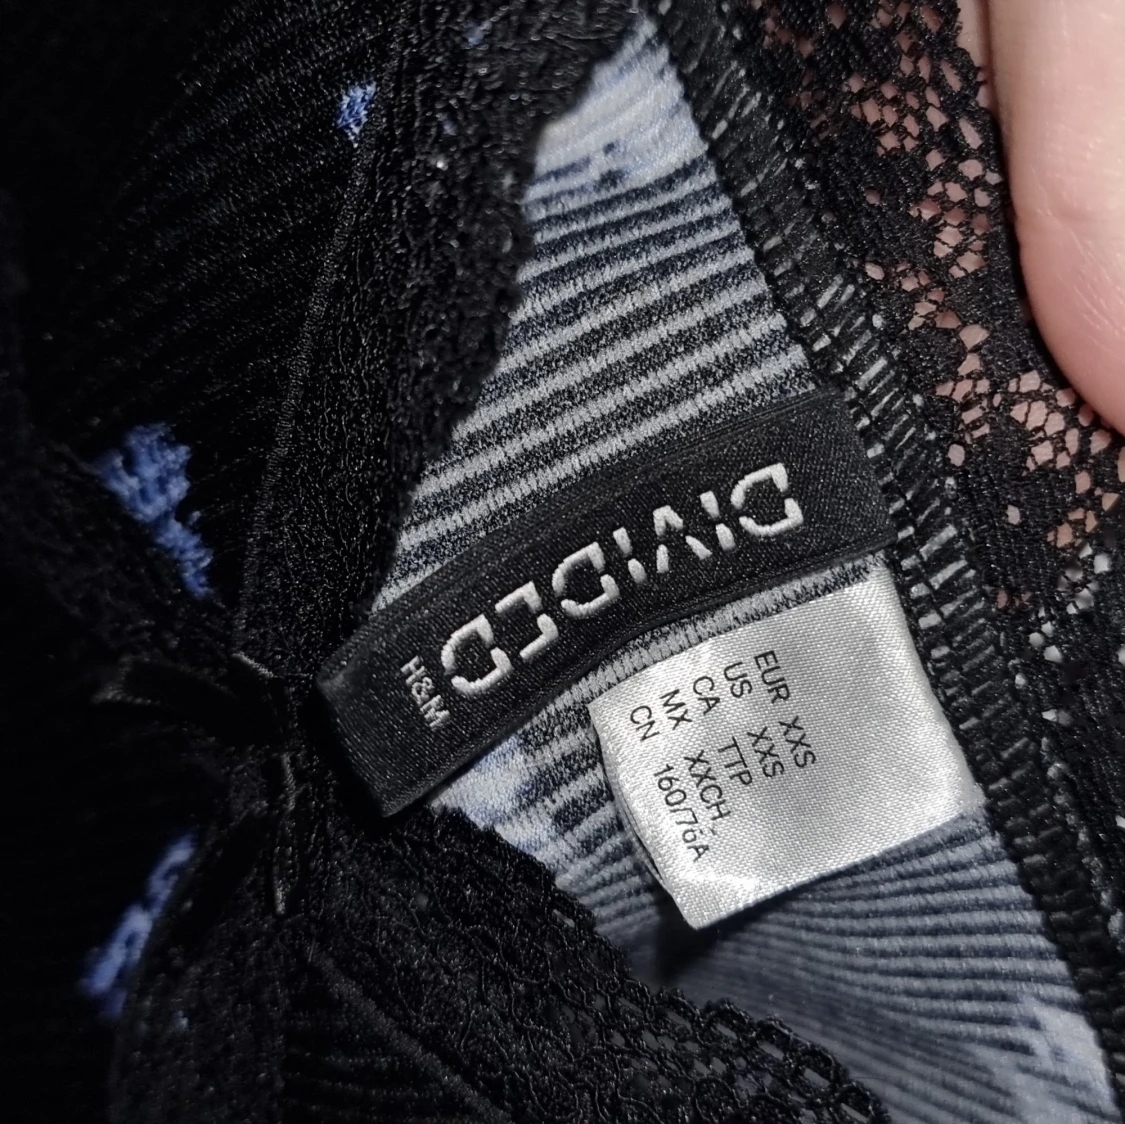 DIVIDED
H&M
EUR XXS
US XXS
CA TTP
MX XXCH
CN 160/76A